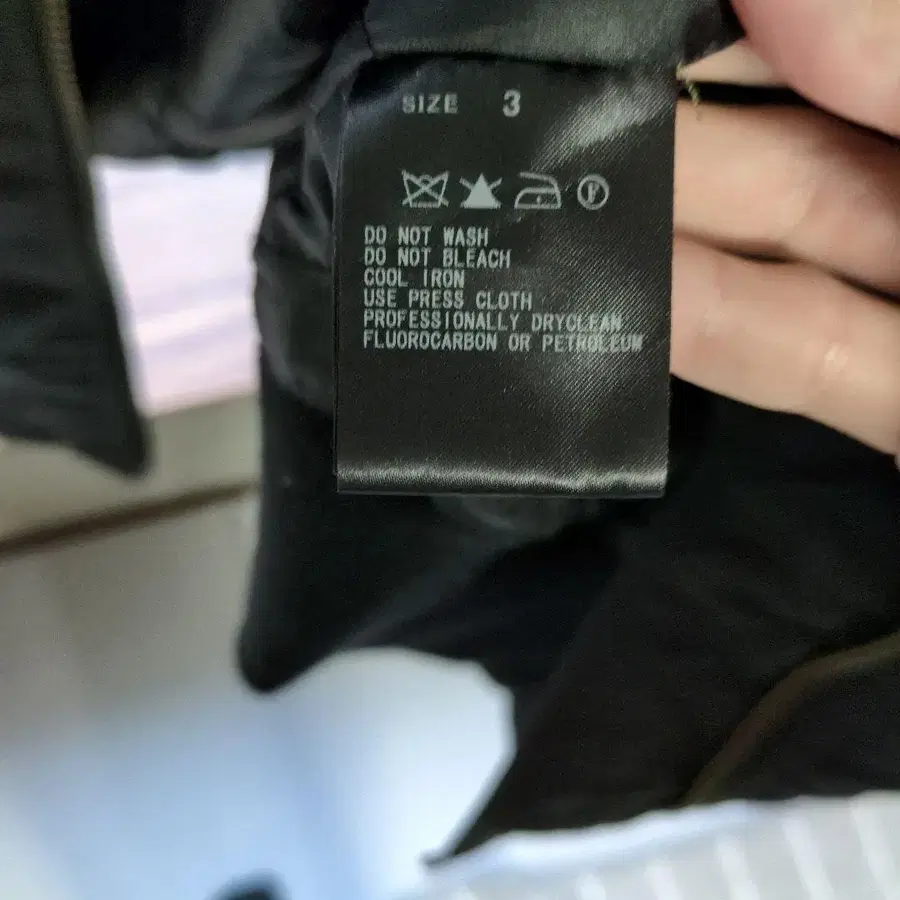 SIZE 3
F
DO NOT WASH
DO NOT BLEACH
COOL IRON
USE PRESS CLOTH
PROFESSIONALLY DRYCLEAN
FLUOROCARBON OR PETROLEUM